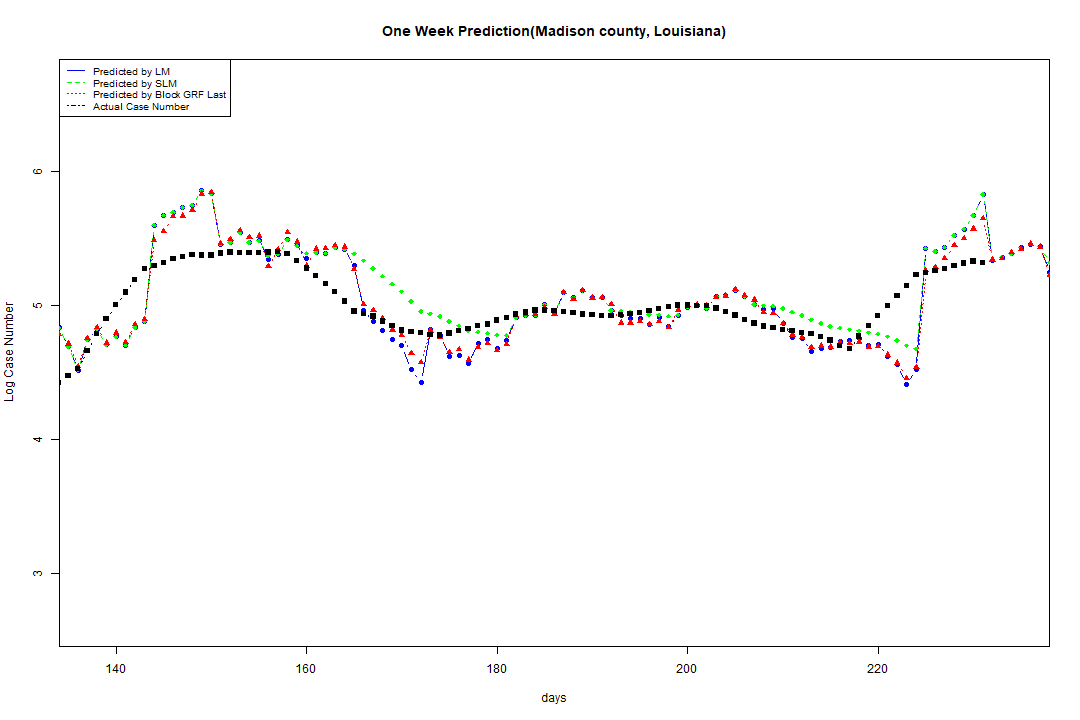 One Week Prediction(Madison county, Louisiana)
Predicted by LM
Predicted by SLM
Predicted by Block GRF Last
Actual Case Number
Log Case Number
6
5
4
3
140 160 180 200 220
days